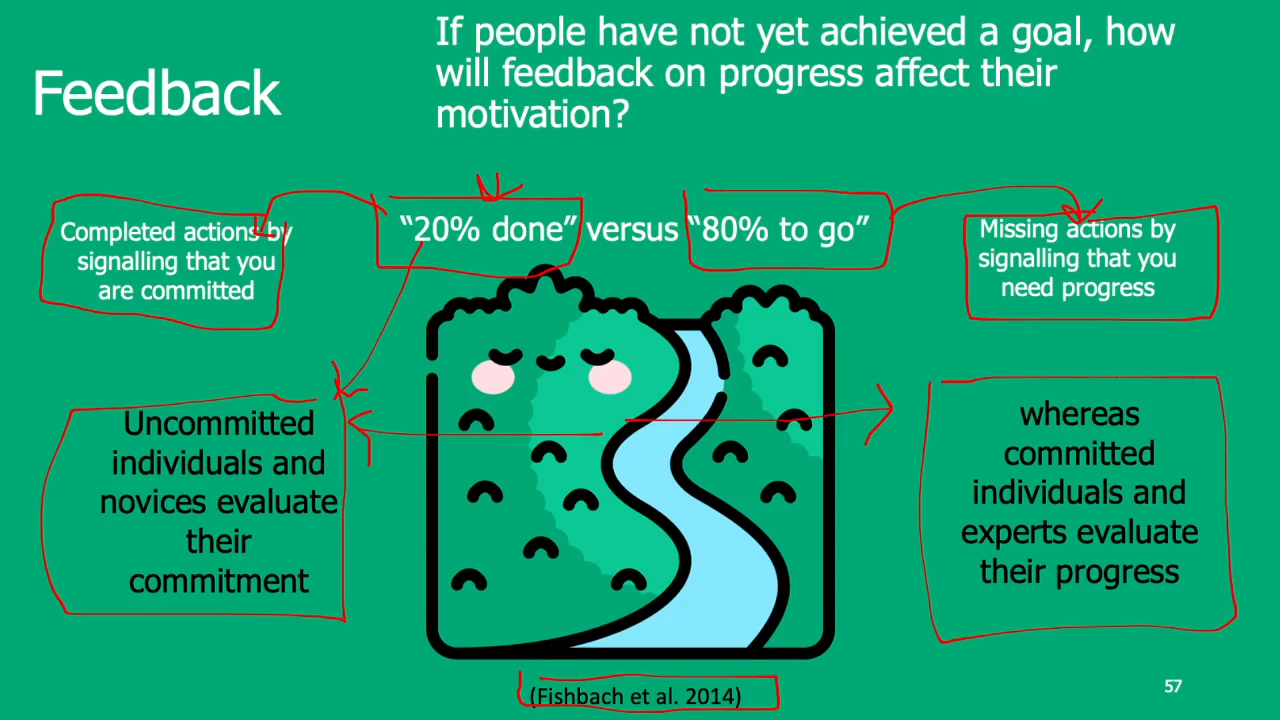 Feedback
If people have not yet achieved a goal, how
will feedback on progress affect their
motivation?
Completed actions by
signalling that you
are committed
“20% done” versus “80% to go”
Missing actions by
signalling that you
need progress
Uncommitted
individuals and
novices evaluate
their
commitment
whereas
committed
individuals and
experts evaluate
their progress
(Fishbach et al. 2014)
57